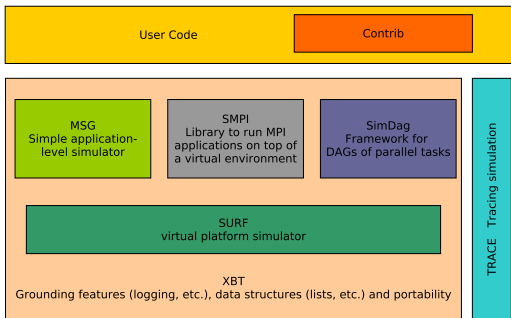 User Code
Contrib
MSG
Simple application-
level simulator
SMPI
Library to run MPI
applications on top of
a virtual environment
SimDag
Framework for
DAGs of parallel tasks
SURF
virtual platform simulator
XBT
Grounding features (logging, etc.), data structures (lists, etc.) and portability
TRACE Tracing simulation